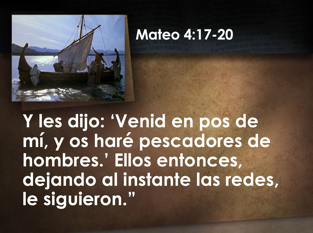 Mateo 4:17-20
Y les dijo: ‘Venid en pos de
mí, y os haré pescadores de
hombres.’ Ellos entonces,
dejando al instante las redes,
le siguieron.”